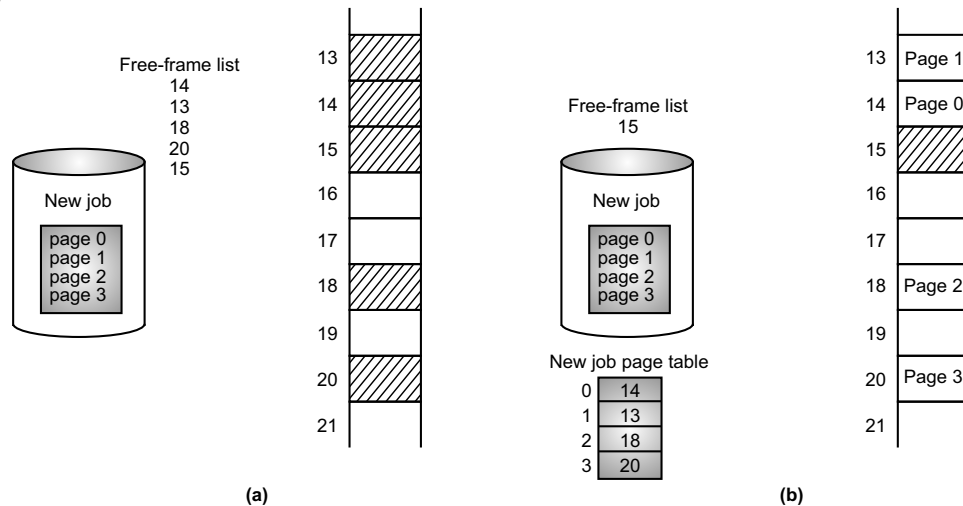 Free-frame list
14
13
18
20
15
New job
page 0
page 1
page 2
page 3
13
14
15
16
17
18
19
20
21
(a)
Free-frame list
15
New job
page 0
page 1
page 2
page 3
New job page table
0 14
1 13
2 18
3 20
13 Page 1
14 Page 0
15
16
17
18 Page 2
19
20 Page 3
21
(b)